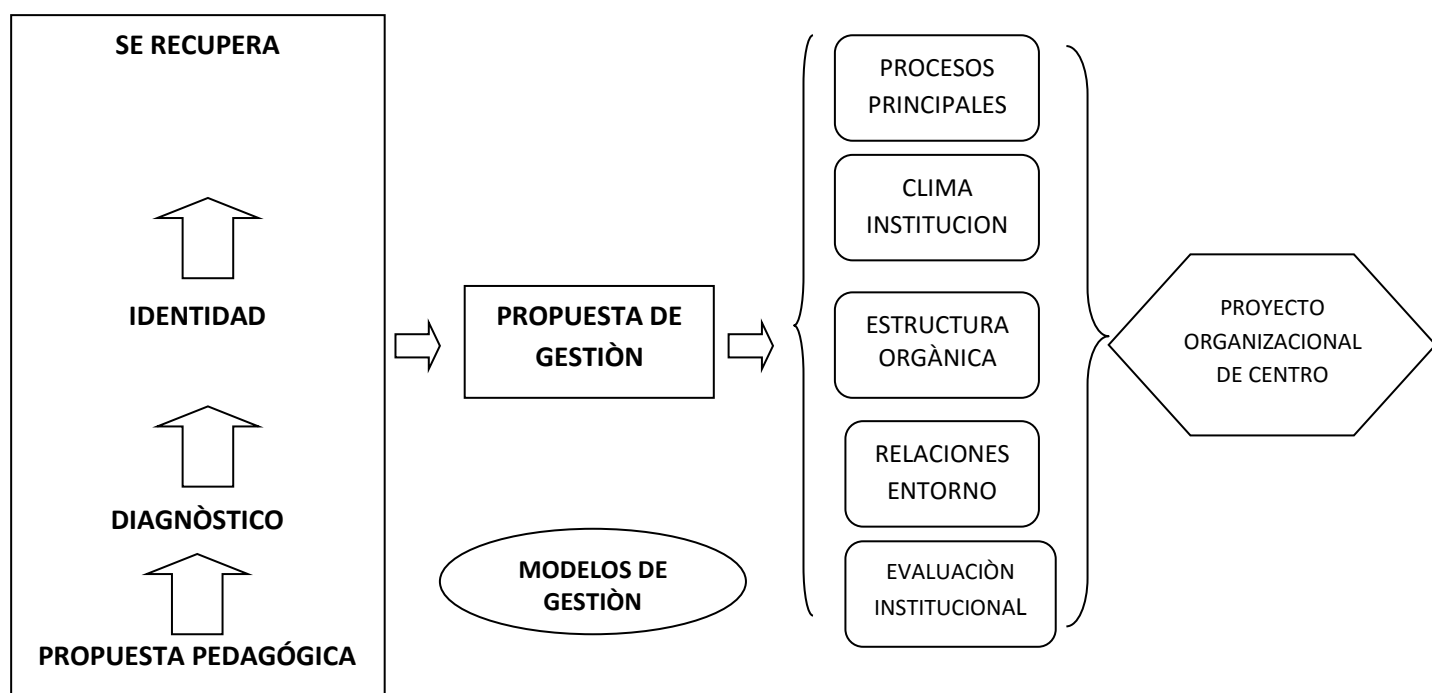 SE RECUPERA
IDENTIDAD
DIAGNÒSTICO
PROPUESTA PEDAGÓGICA
PROPUESTA DE
GESTIÒN
MODELOS DE
GESTIÒN
PROCESOS
PRINCIPALES
CLIMA
INSTITUCION
ESTRUCTURA
ORGÀNICA
RELACIONES
ENTORNO
EVALUACIÒN
INSTITUCIONAL
PROYECTO
ORGANIZACIONAL
DE CENTRO